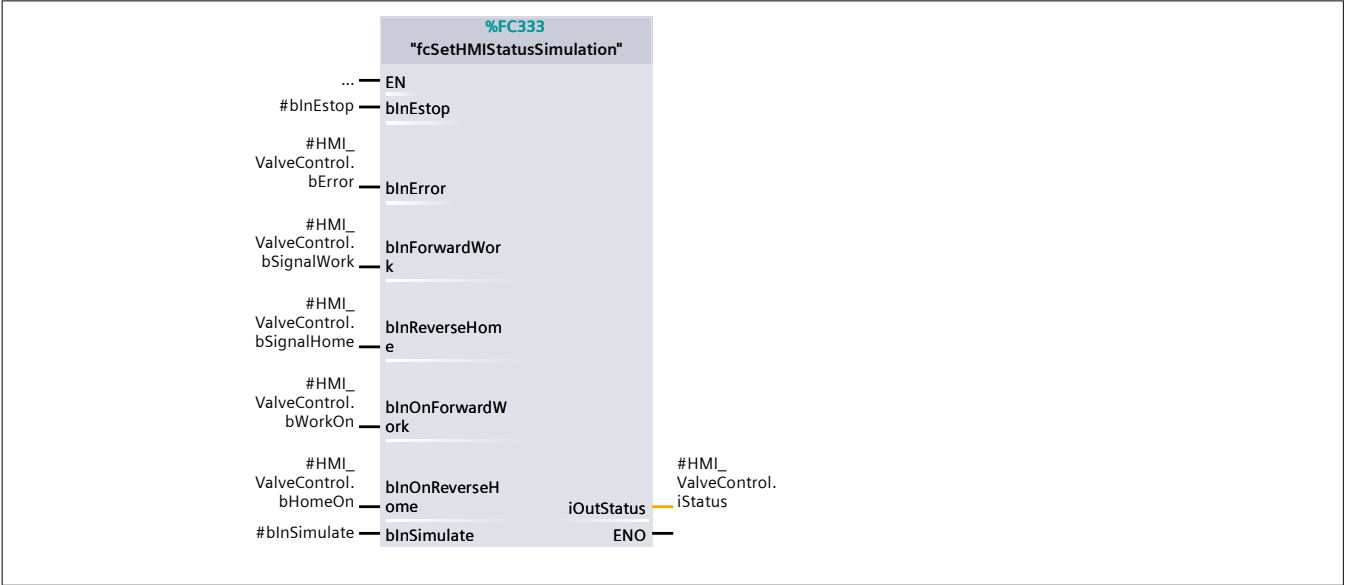 %FC333
"fcSetHMIStatusSimulation"
... EN
#bInEstop bInEstop
#HMI_
ValveControl.
bError bInError
#HMI_
ValveControl.
bSignalWork
bInForwardWor
k
#HMI_
ValveControl.
bSignalHome
bInReverseHom
e
#HMI_
ValveControl.
bWorkOn
bInOnForwardW
ork
#HMI_
ValveControl.
bHomeOn
bInOnReverseH
ome
iOutStatus
#HMI_
ValveControl.
iStatus
#bInSimulate bInSimulate ENO